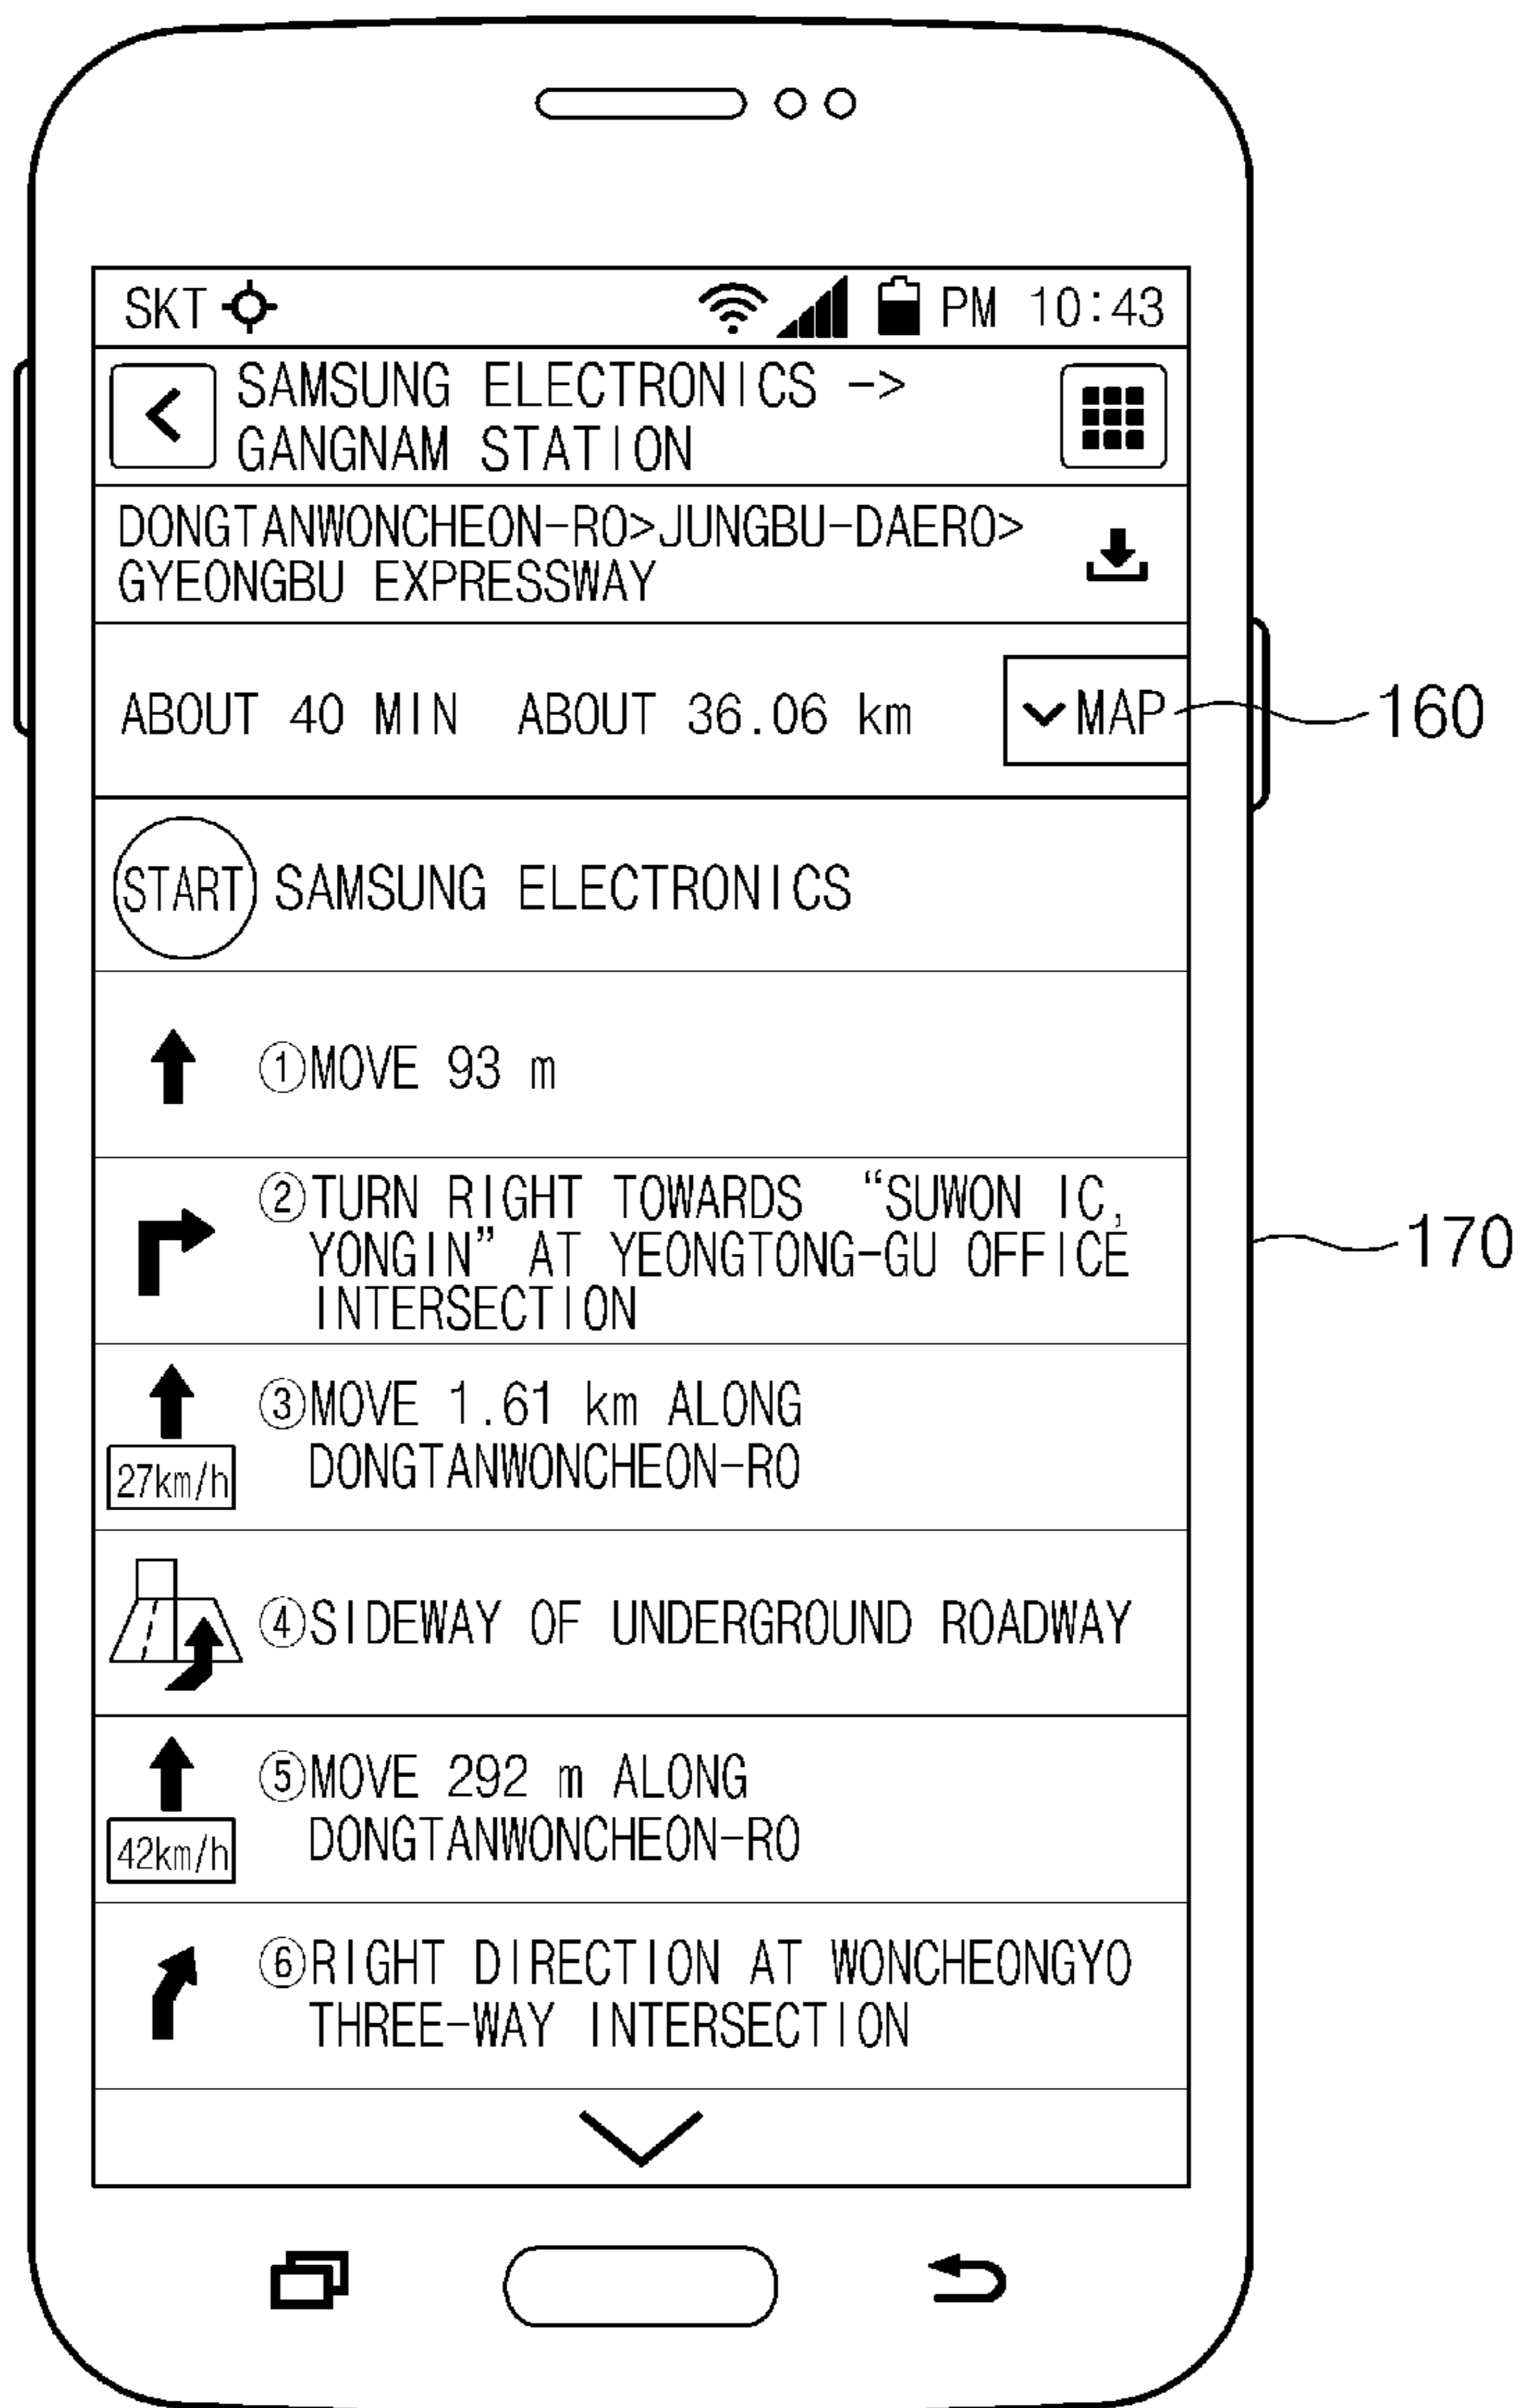 SKT PM 10:43
SAMSUNG ELECTRONICS ->
GANGNAM STATION
DONGTANWONCHEON-RO>JUNGBU-DAERO>
GYEONGBU EXPRESSWAY
ABOUT 40 MIN ABOUT 36.06 km
MAP
160
START SAMSUNG ELECTRONICS
①MOVE 93 m
②TURN RIGHT TOWARDS “SUWON IC,
YONGIN” AT YEONGTONG-GU OFFICE
INTERSECTION
170
③MOVE 1.61 km ALONG
DONGTANWONCHEON-RO
27km/h
④SIDEWAY OF UNDERGROUND ROADWAY
⑤MOVE 292 m ALONG
DONGTANWONCHEON-RO
42km/h
⑥RIGHT DIRECTION AT WONCHEONGYO
THREE-WAY INTERSECTION